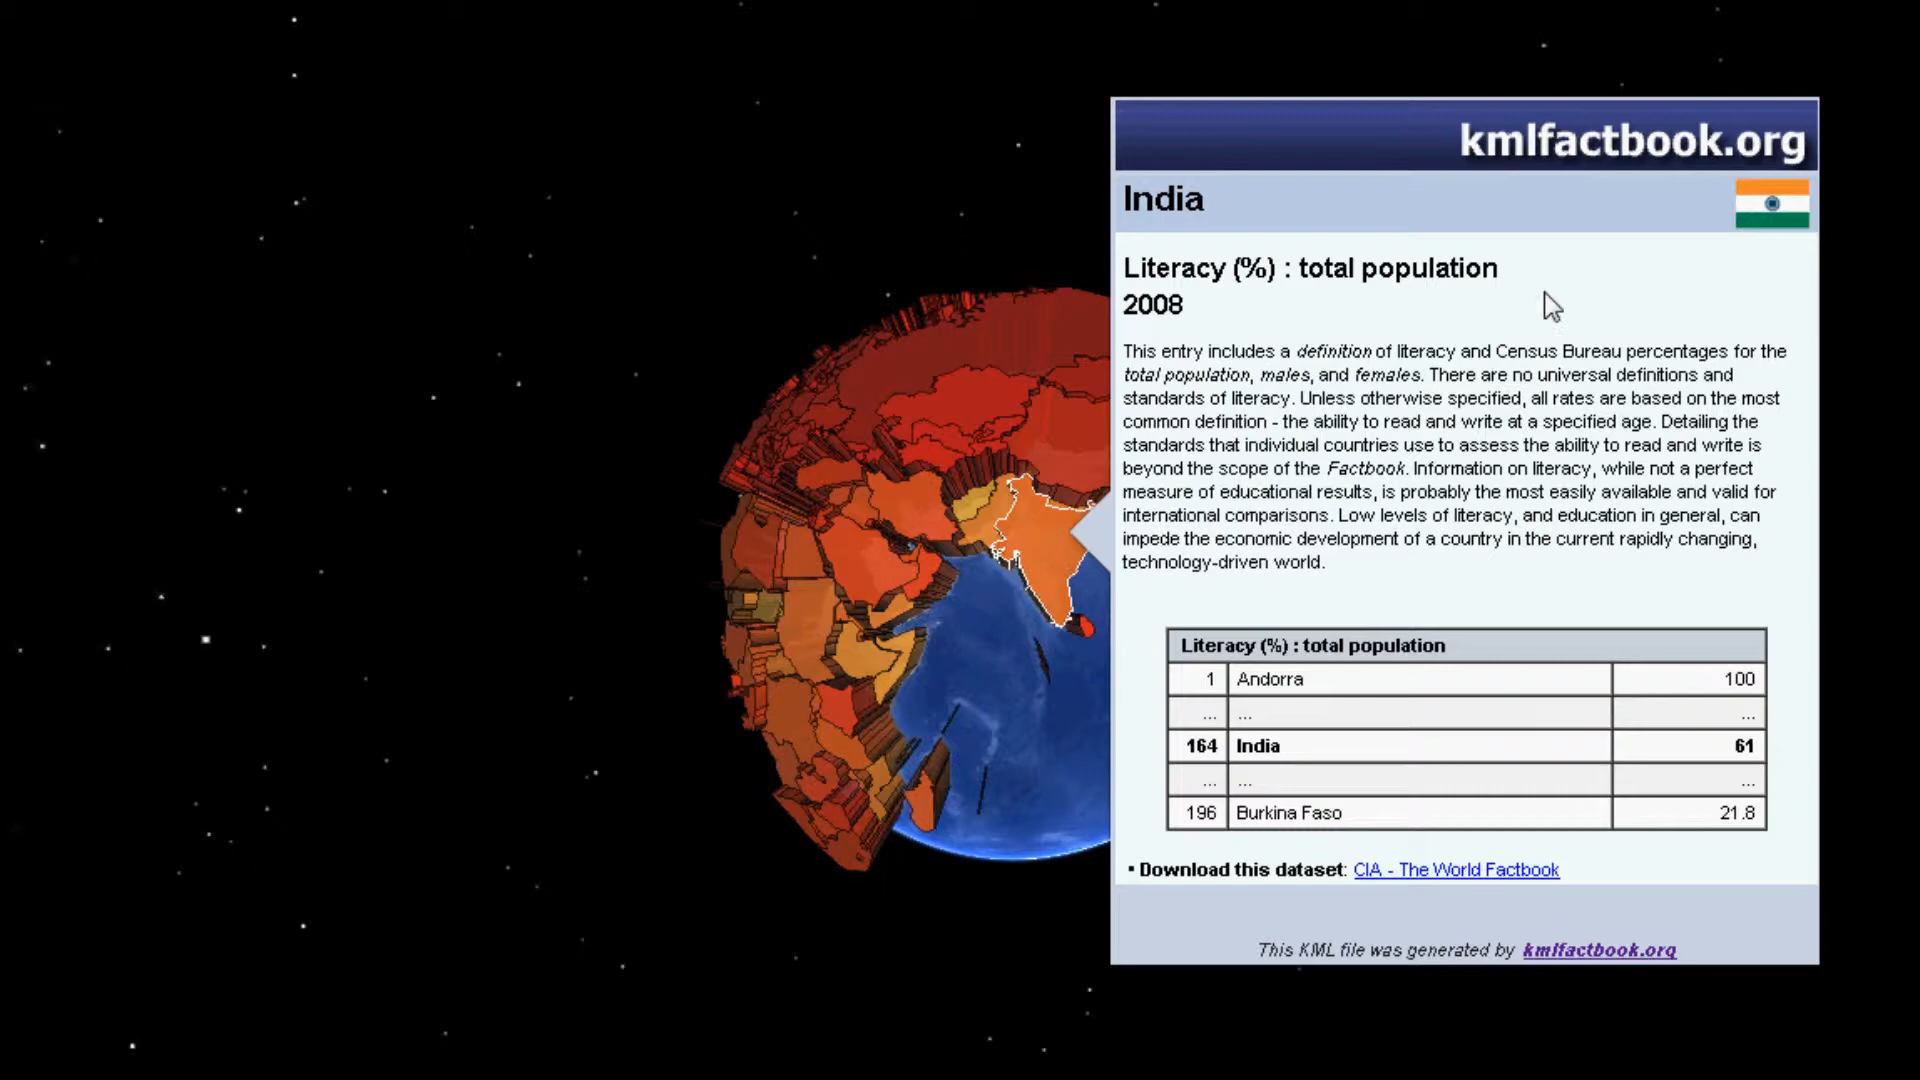 kmlfactbook.org
India
Literacy (%) : total population
2008
This entry includes a definition of literacy and Census Bureau percentages for the
total population, males, and females. There are no universal definitions and
standards of literacy. Unless otherwise specified, all rates are based on the most
common definition - the ability to read and write at a specified age. Detailing the
standards that individual countries use to assess the ability to read and write is
beyond the scope of the Factbook. Information on literacy, while not a perfect
measure of educational results, is probably the most easily available and valid for
international comparisons. Low levels of literacy, and education in general, can
impede the economic development of a country in the current rapidly changing,
technology-driven world.
Literacy (%) : total population
1 Andorra 100
... ... ...
164 India 61
... ... ...
196 Burkina Faso 21.8
• Download this dataset: CIA - The World Factbook
This KML file was generated by kmlfactbook.org